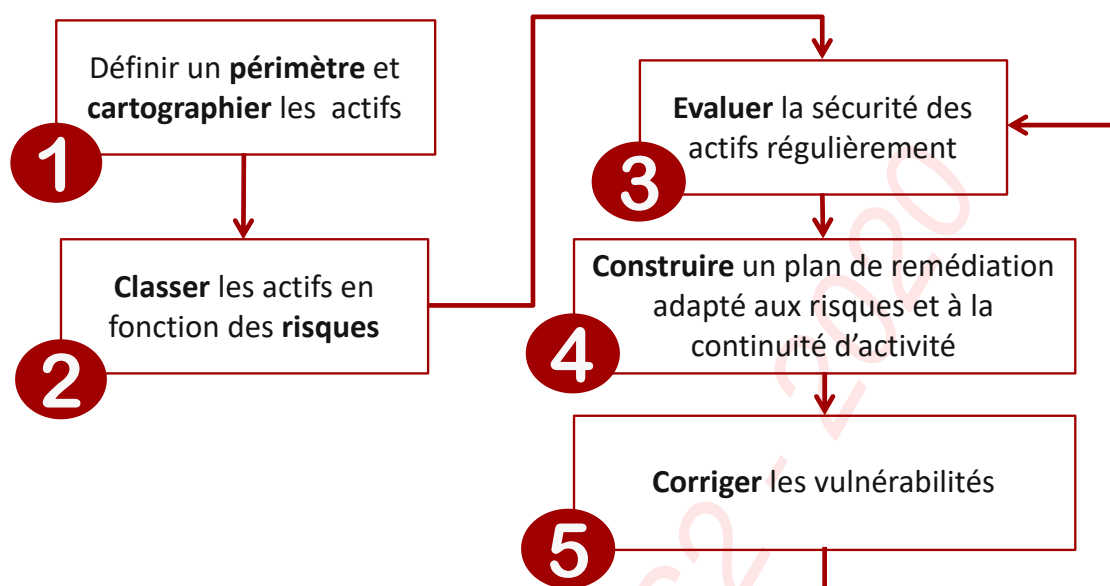 1
Définir un périmètre et
cartographier les actifs
2
Classer les actifs en
fonction des risques
3
Evaluer la sécurité des
actifs régulièrement
4
Construire un plan de remédiation
adapté aux risques et à la
continuité d’activité
5
Corriger les vulnérabilités
2 - 2020